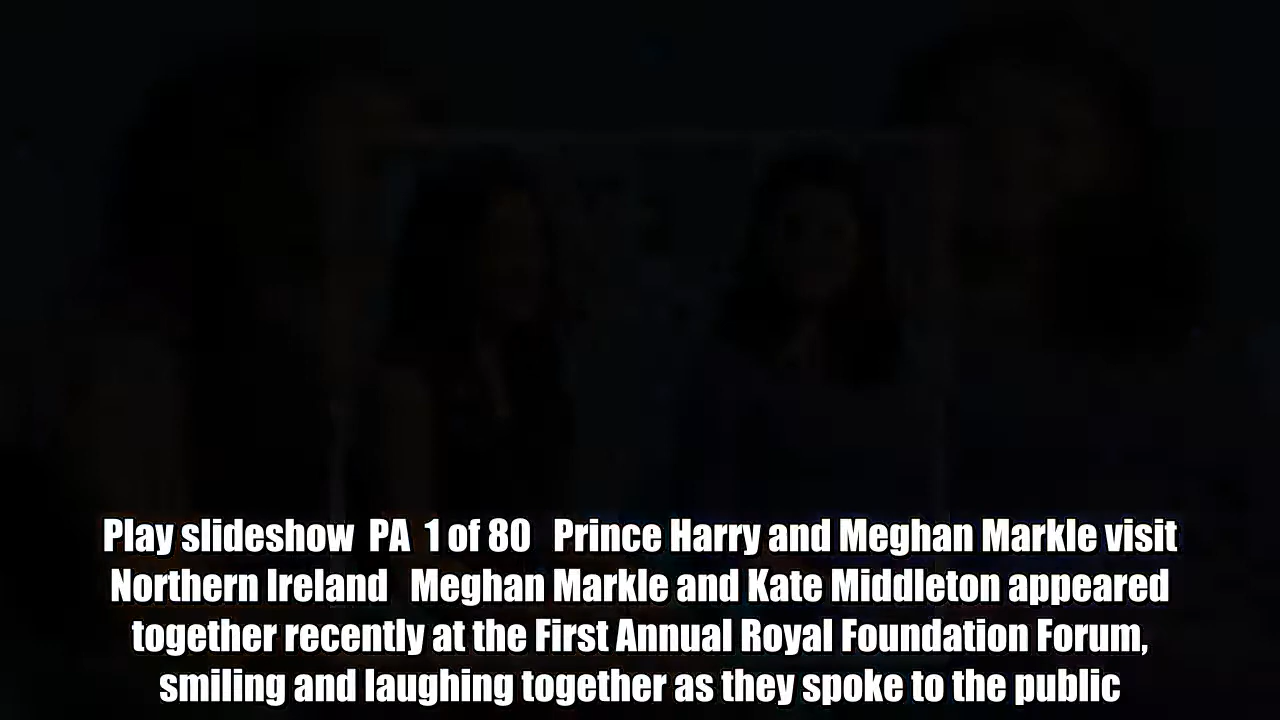 Play slideshow  PA  1 of 80   Prince Harry and Meghan Markle visit
Northern Ireland   Meghan Markle and Kate Middleton appeared
together recently at the First Annual Royal Foundation Forum,
smiling and laughing together as they spoke to the public